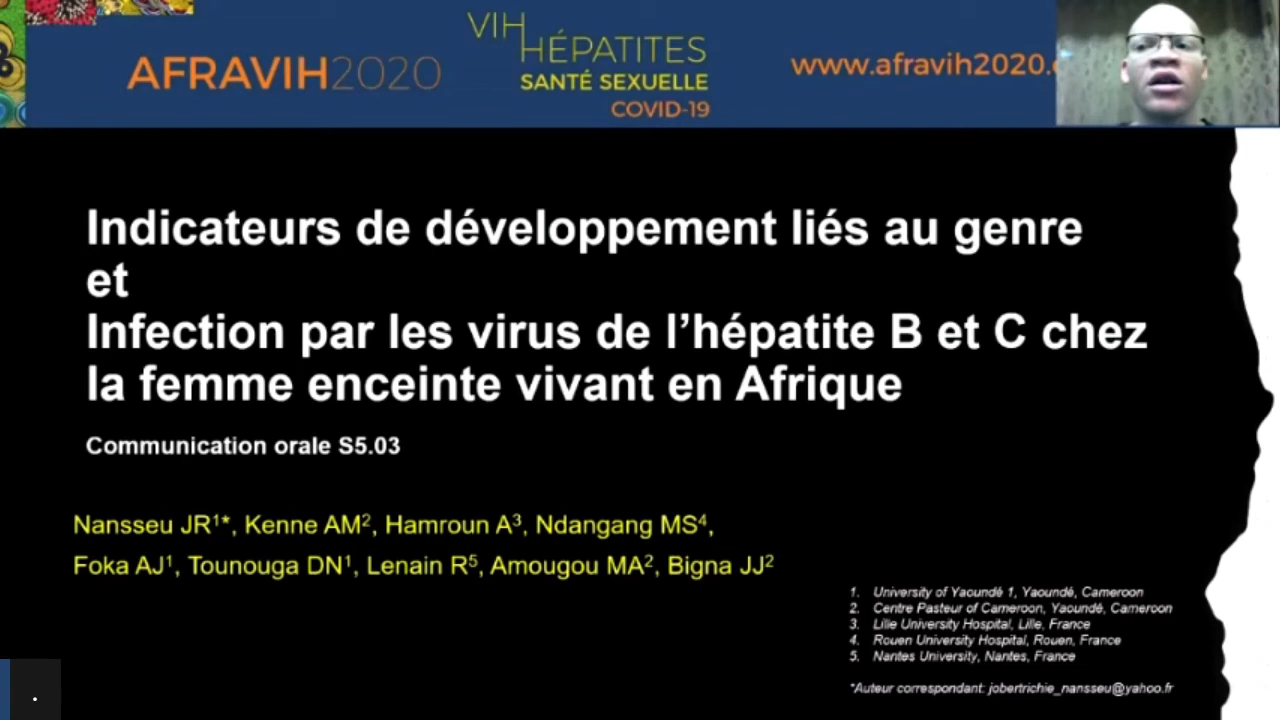 AFRAVIH2020
VIH
HÉPATITES
SANTÉ SEXUELLE
COVID-19
www.afravih2020.
Indicateurs de développement liés au genre
et
Infection par les virus de l’hépatite B et C chez
la femme enceinte vivant en Afrique
Communication orale S5.03
Nansseu JR1*, Kenne AM2, Hamroun A3, Ndangang MS4,
Foka AJ1, Tounouga DN1, Lenain R5, Amougou MA2, Bigna JJ2
1. University of Yaoundé 1, Yaoundé, Cameroon
2. Centre Pasteur of Cameroon, Yaoundé, Cameroon
3. Lille University Hospital, Lille, France
4. Rouen University Hospital, Rouen, France
5. Nantes University, Nantes, France
*Auteur correspondant: jobertrichie_nansseu@yahoo.fr